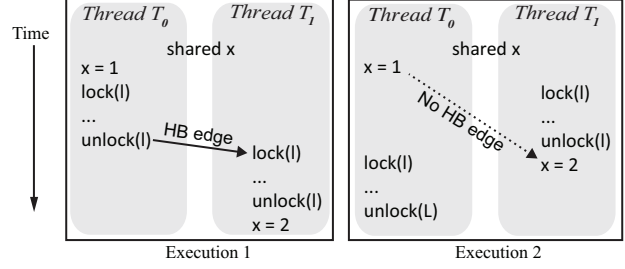 Time
Thread T0
Thread T1
shared x
x = 1
lock(l)
...
unlock(l)
HB edge
lock(l)
...
unlock(l)
x = 2
Execution 1
Thread T0
Thread T1
shared x
x = 1
No HB edge
lock(l)
...
unlock(l)
x = 2
lock(l)
...
unlock(L)
Execution 2